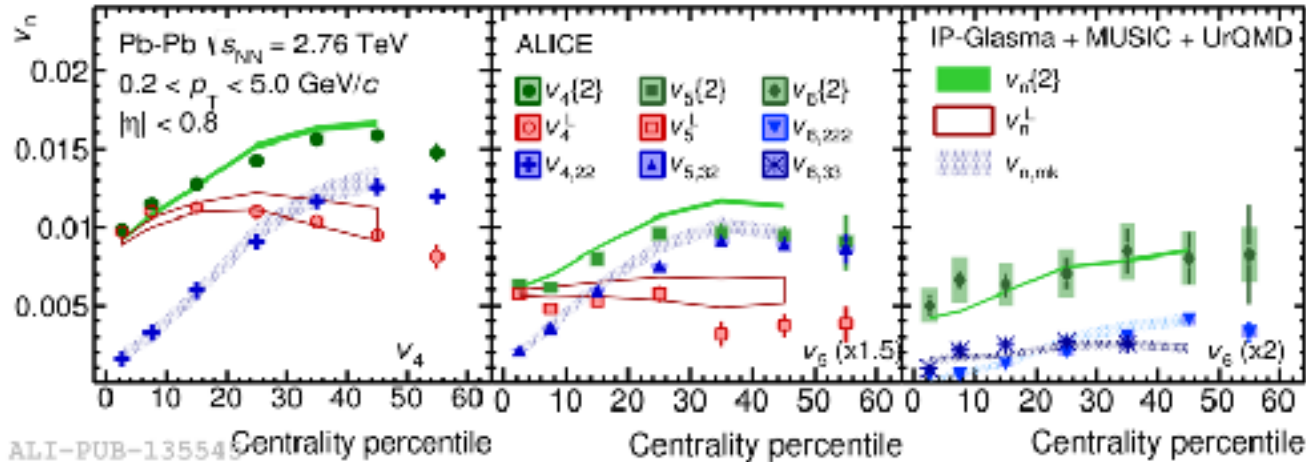 v_n
0.02
0.015
0.01
0.005
Pb-Pb √s_NN = 2.76 TeV
0.2 < p_T < 5.0 GeV/c
|η| < 0.8
v_4
ALICE
v_4{2} v_5{2} v_6{2}
v_4^L v_5^L v_6,222
v_4,22 v_5,32 v_6,33
v_5 (x1.5)
IP-Glasma + MUSIC + UrQMD
v_n{2}
v_n^L
v_n,mk
v_6 (x2)
0 10 20 30 40 50 60
0 10 20 30 40 50 60
0 10 20 30 40 50 60
Centrality percentile
Centrality percentile
Centrality percentile
ALI-PUB-135545